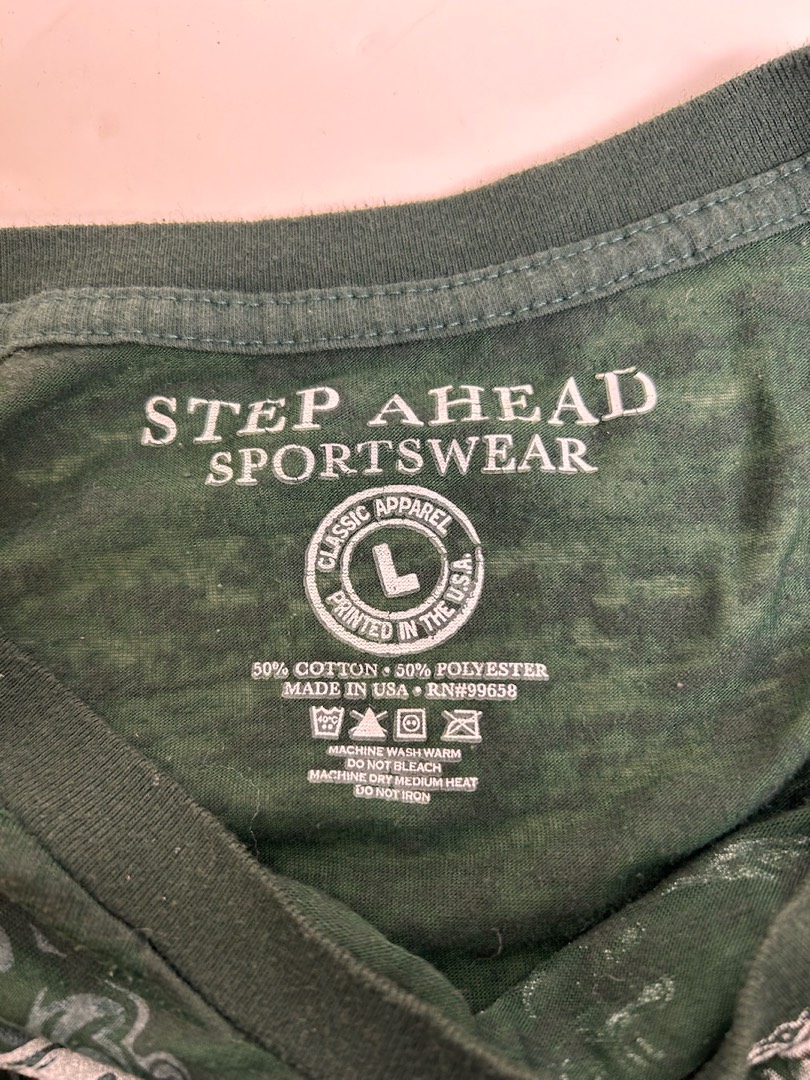 STEP AHEAD
SPORTSWEAR
CLASSIC APPAREL
L
PRINTED IN THE U.S.A.
50% COTTON • 50% POLYESTER
MADE IN USA • RN#99658
40°C
MACHINE WASH WARM
DO NOT BLEACH
MACHINE DRY MEDIUM HEAT
DO NOT IRON